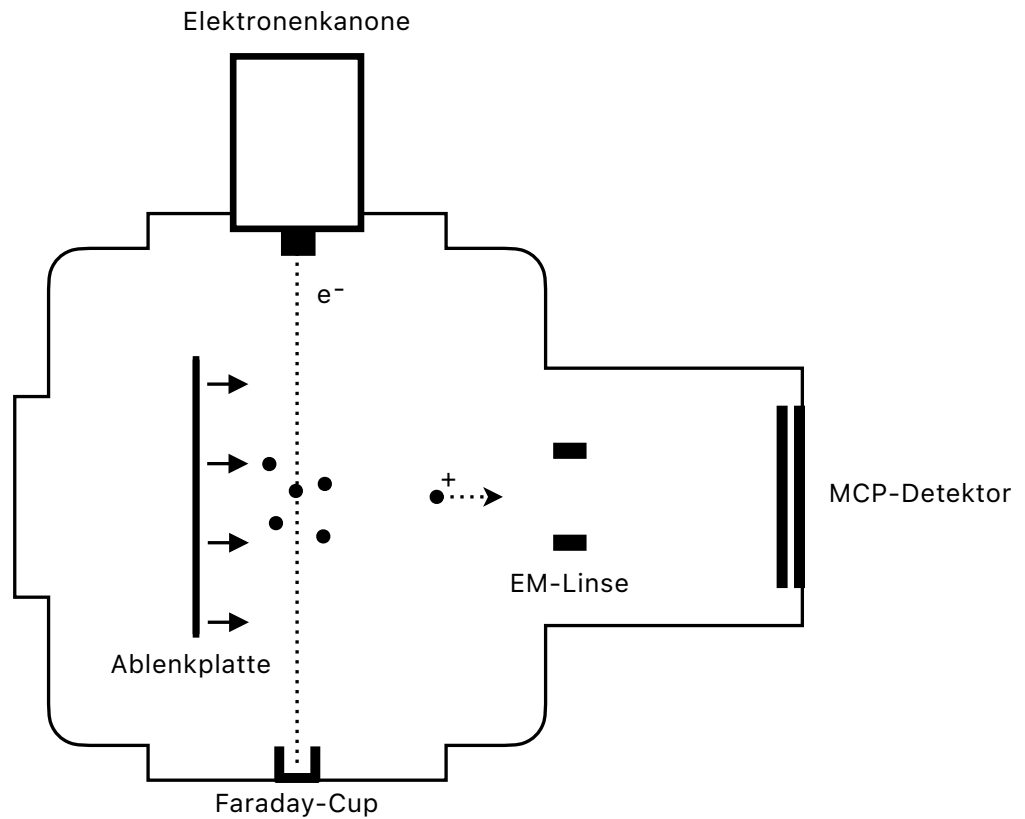 Elektronenkanone
e⁻
+
MCP-Detektor
EM-Linse
Ablenkplatte
Faraday-Cup